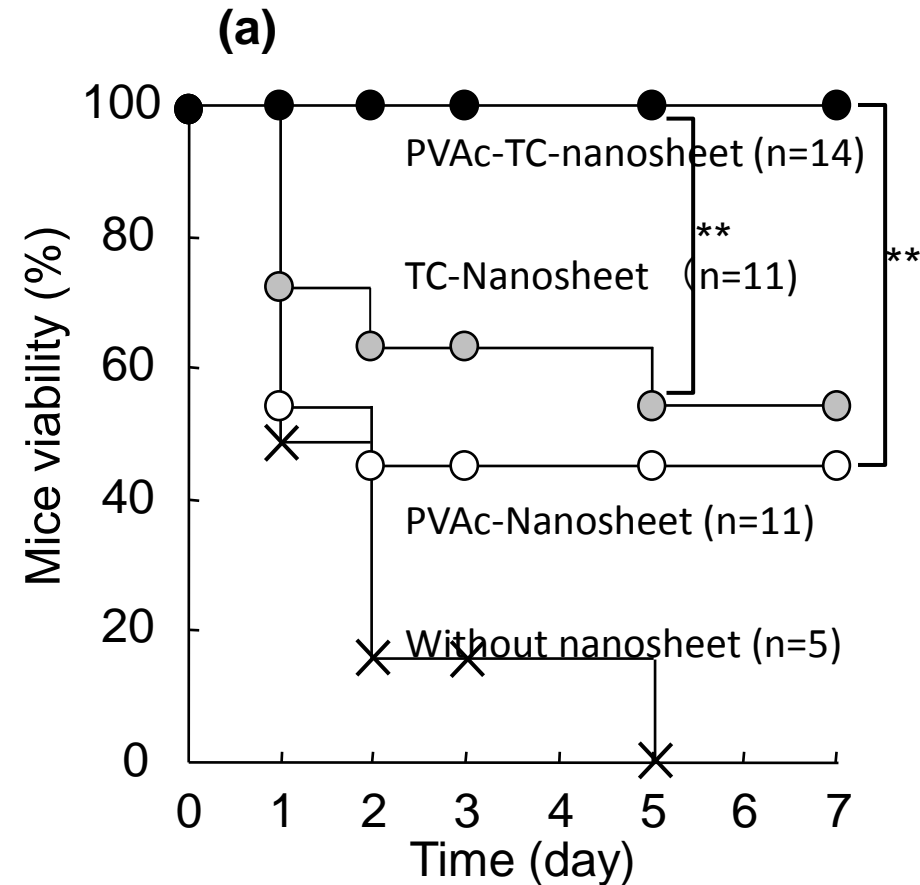 (a)
100
PVAc-TC-nanosheet (n=14)
80
**
**
TC-Nanosheet （n=11)
60
Mice viability (%)
40
PVAc-Nanosheet (n=11)
20
Without nanosheet (n=5)
0
0 1 2 3 4 5 6 7
Time (day)